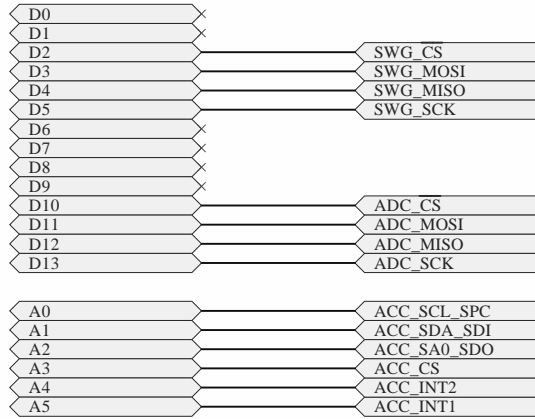 D0
D1
D2 SWG_CS
D3 SWG_MOSI
D4 SWG_MISO
D5 SWG_SCK
D6
D7
D8
D9
D10 ADC_CS
D11 ADC_MOSI
D12 ADC_MISO
D13 ADC_SCK
A0 ACC_SCL_SPC
A1 ACC_SDA_SDI
A2 ACC_SA0_SDO
A3 ACC_CS
A4 ACC_INT2
A5 ACC_INT1